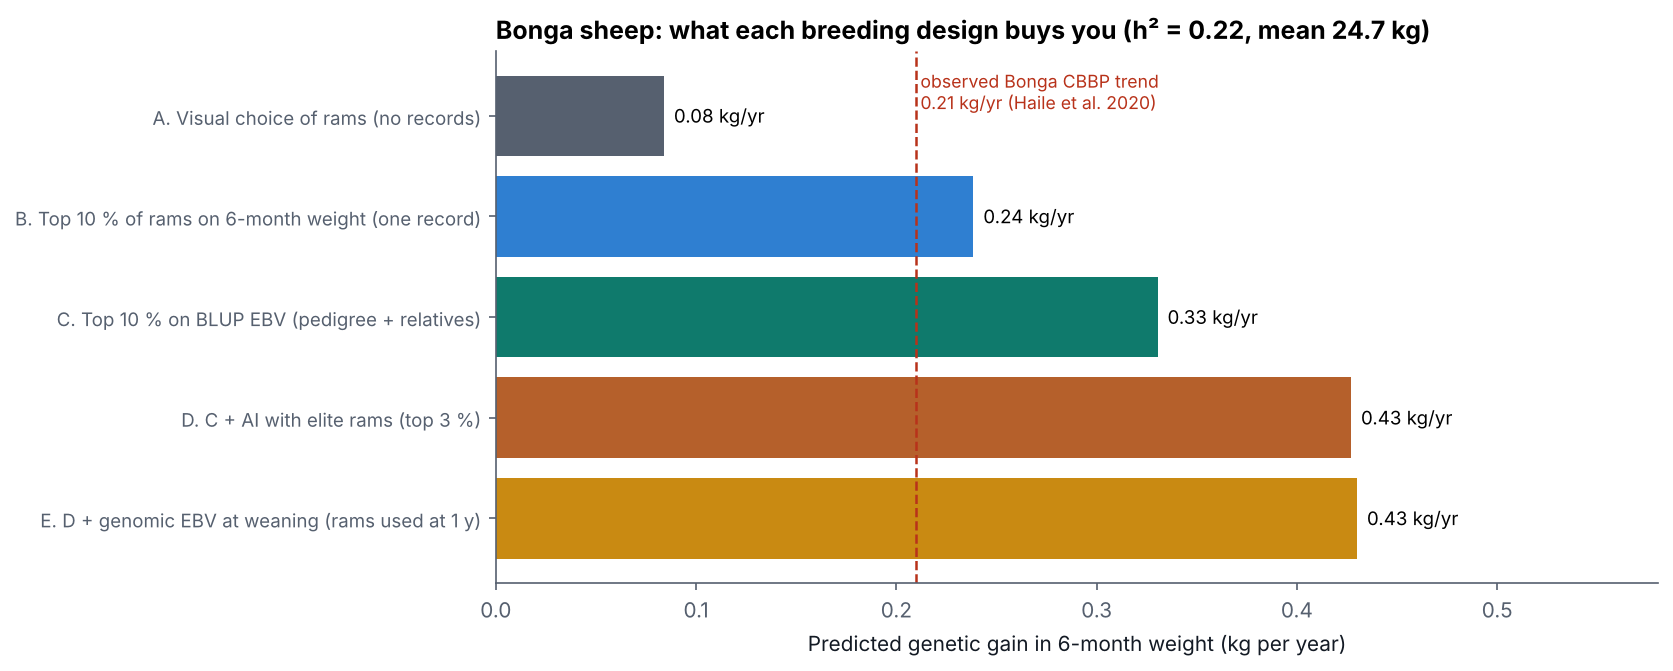 Bonga sheep: what each breeding design buys you (h² = 0.22, mean 24.7 kg)
observed Bonga CBBP trend
0.21 kg/yr (Haile et al. 2020)
A. Visual choice of rams (no records)
0.08 kg/yr
B. Top 10 % of rams on 6-month weight (one record)
0.24 kg/yr
C. Top 10 % on BLUP EBV (pedigree + relatives)
0.33 kg/yr
D. C + AI with elite rams (top 3 %)
0.43 kg/yr
E. D + genomic EBV at weaning (rams used at 1 y)
0.43 kg/yr
0.0 0.1 0.2 0.3 0.4 0.5
Predicted genetic gain in 6-month weight (kg per year)